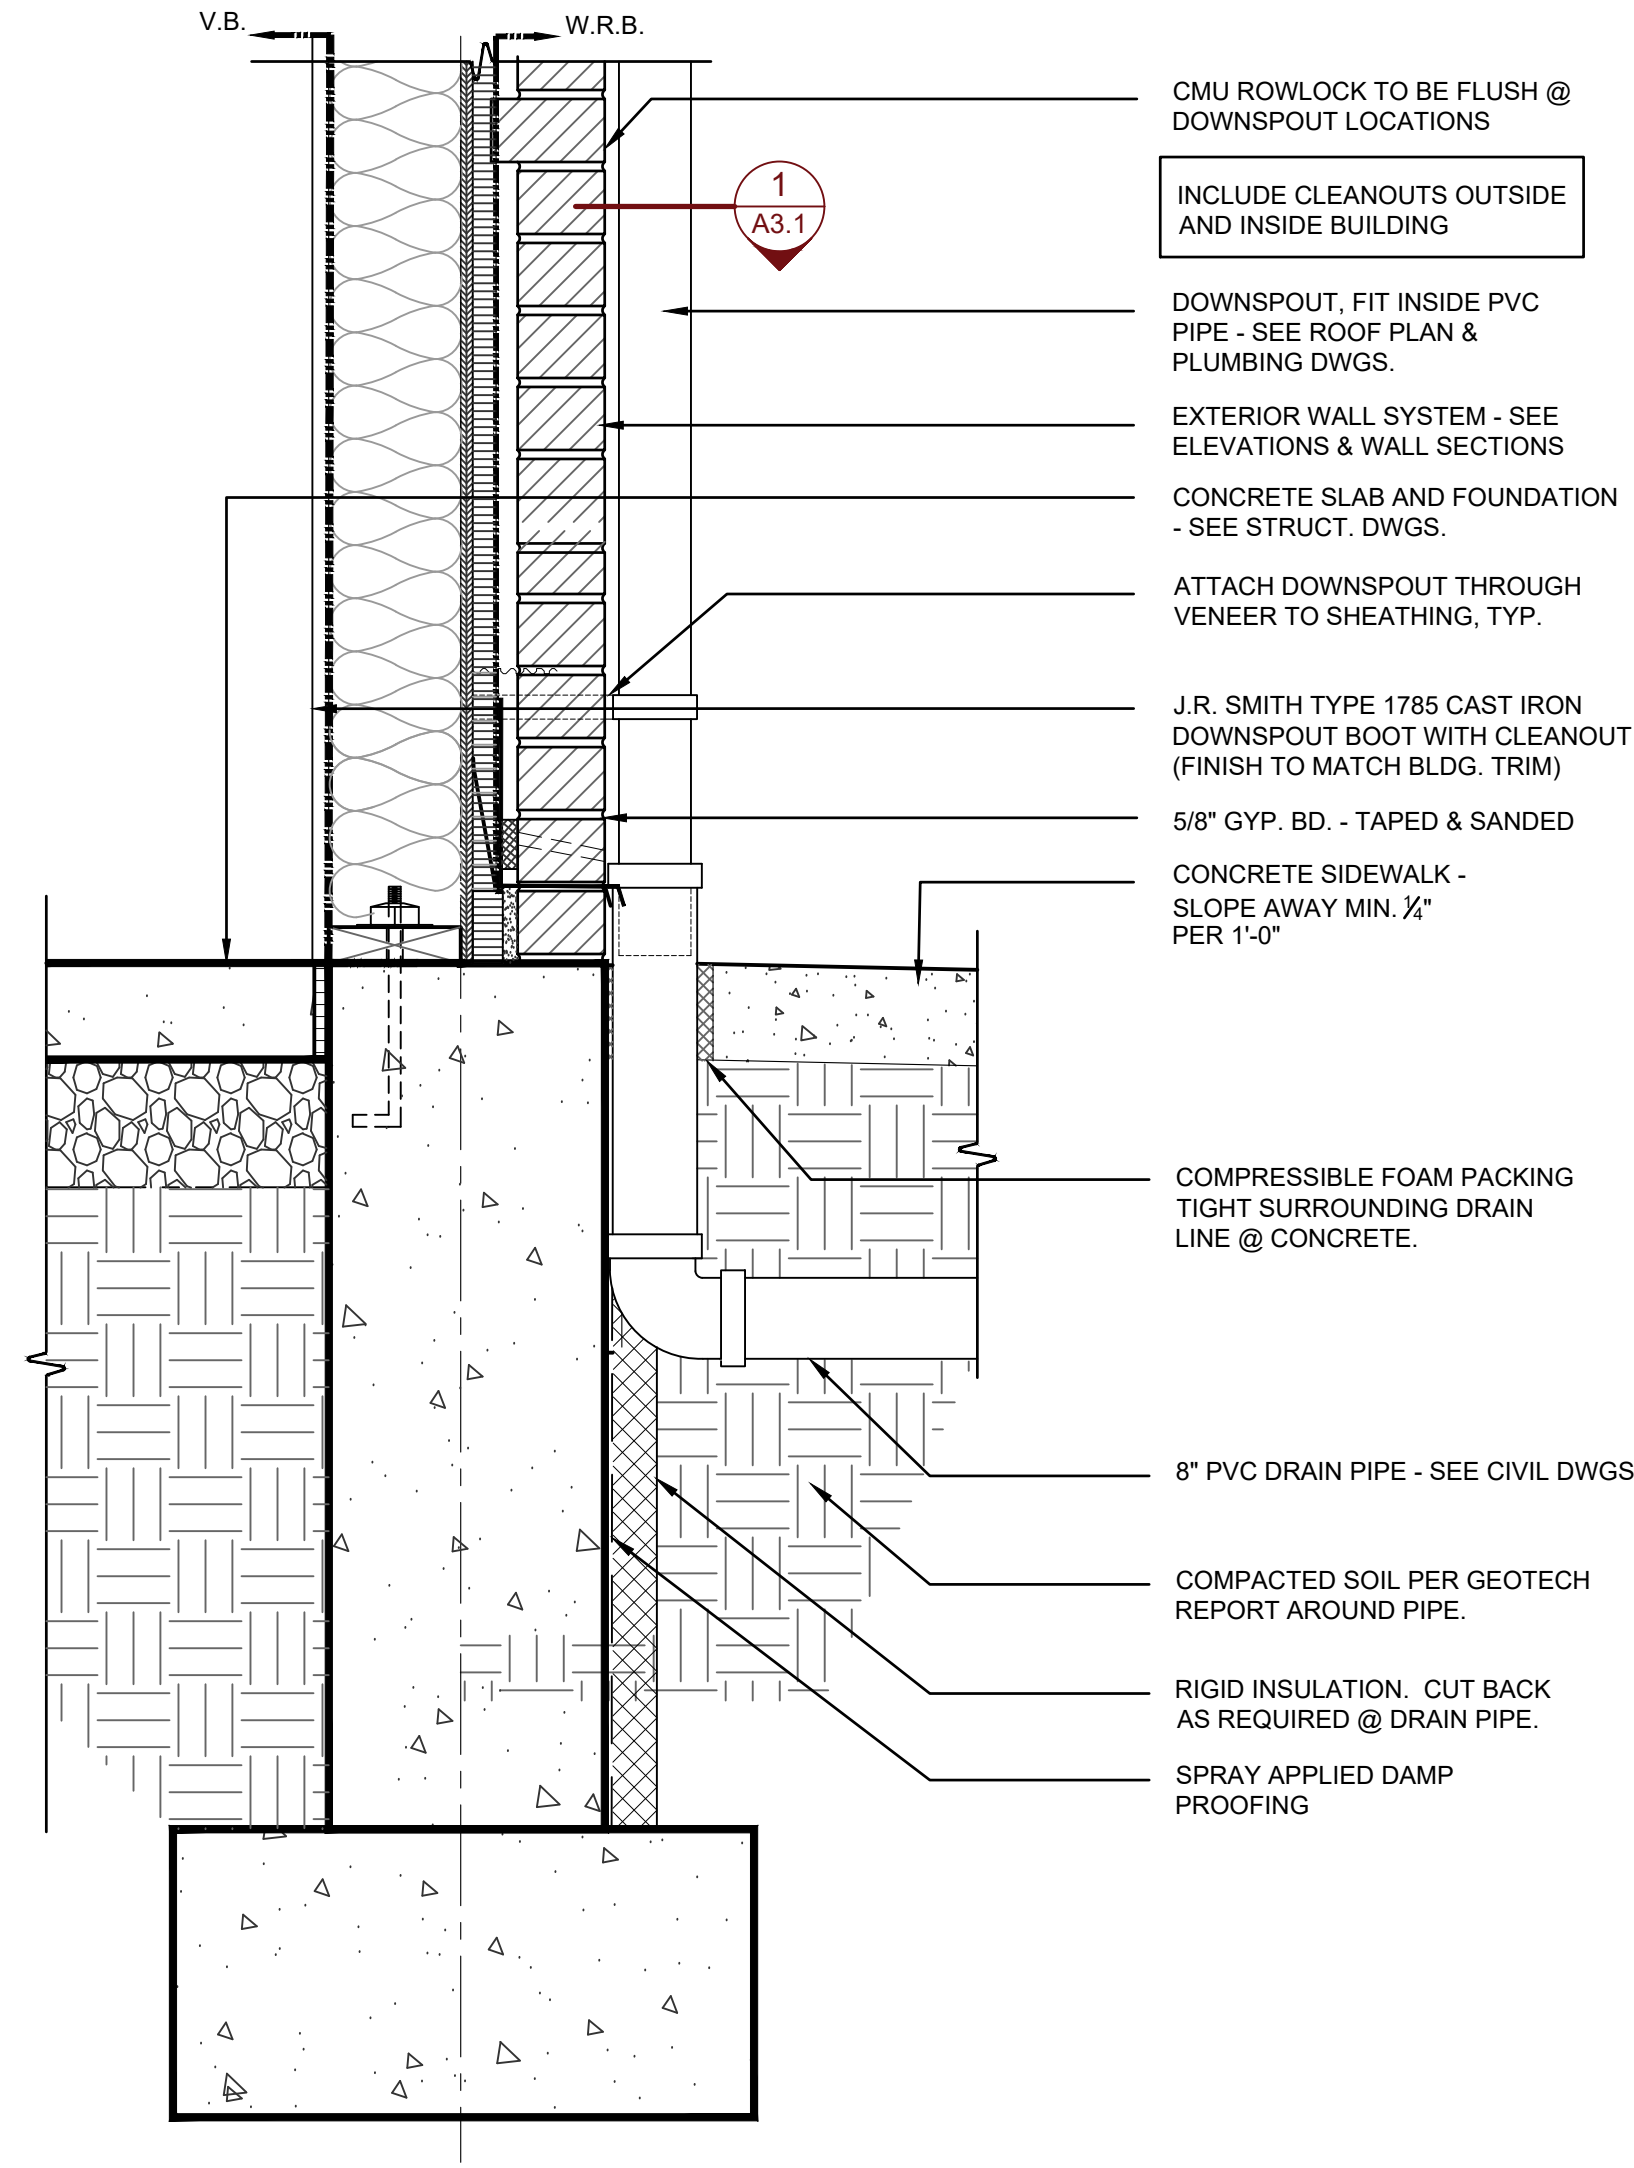 V.B.
W.R.B.
CMU ROWLOCK TO BE FLUSH @
DOWNSPOUT LOCATIONS
1
A3.1
INCLUDE CLEANOUTS OUTSIDE
AND INSIDE BUILDING
DOWNSPOUT, FIT INSIDE PVC
PIPE - SEE ROOF PLAN &
PLUMBING DWGS.
EXTERIOR WALL SYSTEM - SEE
ELEVATIONS & WALL SECTIONS
CONCRETE SLAB AND FOUNDATION
- SEE STRUCT. DWGS.
ATTACH DOWNSPOUT THROUGH
VENEER TO SHEATHING, TYP.
J.R. SMITH TYPE 1785 CAST IRON
DOWNSPOUT BOOT WITH CLEANOUT
(FINISH TO MATCH BLDG. TRIM)
5/8" GYP. BD. - TAPED & SANDED
CONCRETE SIDEWALK -
SLOPE AWAY MIN. ¼"
PER 1'-0"
COMPRESSIBLE FOAM PACKING
TIGHT SURROUNDING DRAIN
LINE @ CONCRETE.
8" PVC DRAIN PIPE - SEE CIVIL DWGS
COMPACTED SOIL PER GEOTECH
REPORT AROUND PIPE.
RIGID INSULATION.  CUT BACK
AS REQUIRED @ DRAIN PIPE.
SPRAY APPLIED DAMP
PROOFING